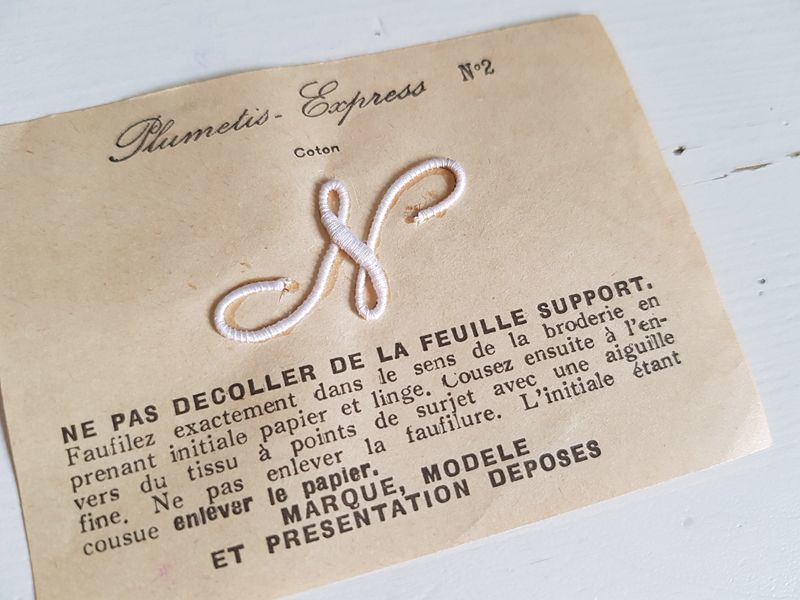 Plumetis-Express N°2
Coton
N
NE PAS DECOLLER DE LA FEUILLE SUPPORT.
Faufilez exactement dans le sens de la broderie en
prenant initiale papier et linge. Cousez ensuite à l'en-
vers du tissu à points de surjet avec une aiguille
fine. Ne pas enlever la faufilure. L'initiale étant
cousue enlever le papier.
MARQUE, MODELE
ET PRESENTATION DEPOSES